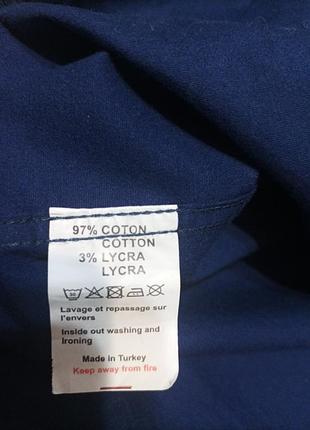 97% COTON
COTTON
3% LYCRA
LYCRA
30
Lavage et repassage sur
l'envers
Inside out washing and
Ironing
Made in Turkey
Keep away from fire